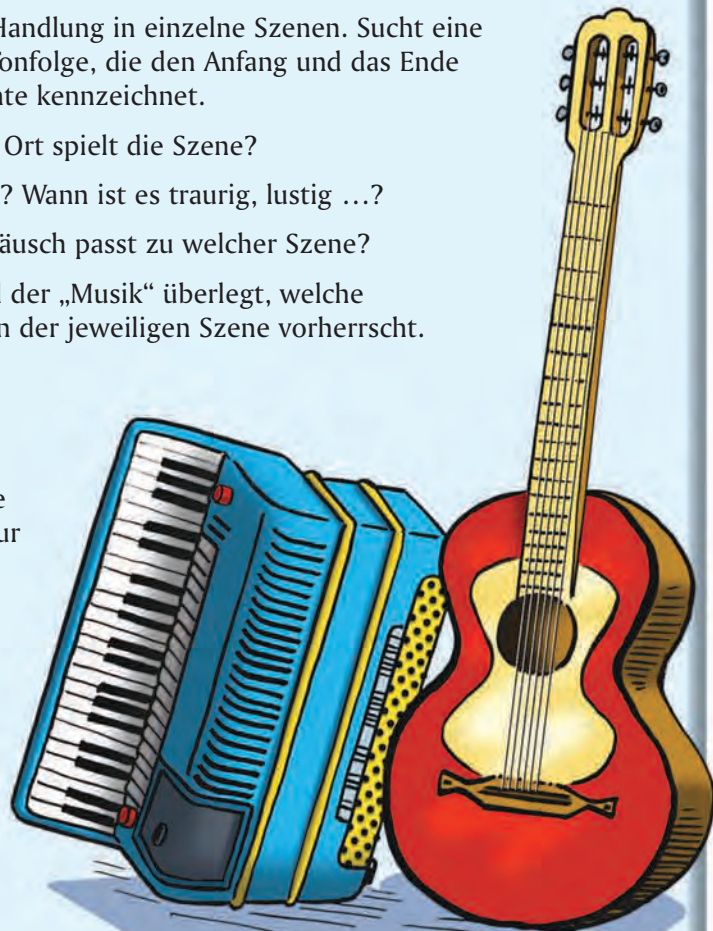 Handlung in einzelne Szenen. Sucht eine
onfolge, die den Anfang und das Ende
te kennzeichnet.
Ort spielt die Szene?
? Wann ist es traurig, lustig …?
äusch passt zu welcher Szene?
der „Musik“ überlegt, welche
n der jeweiligen Szene vorherrscht.
e
ur